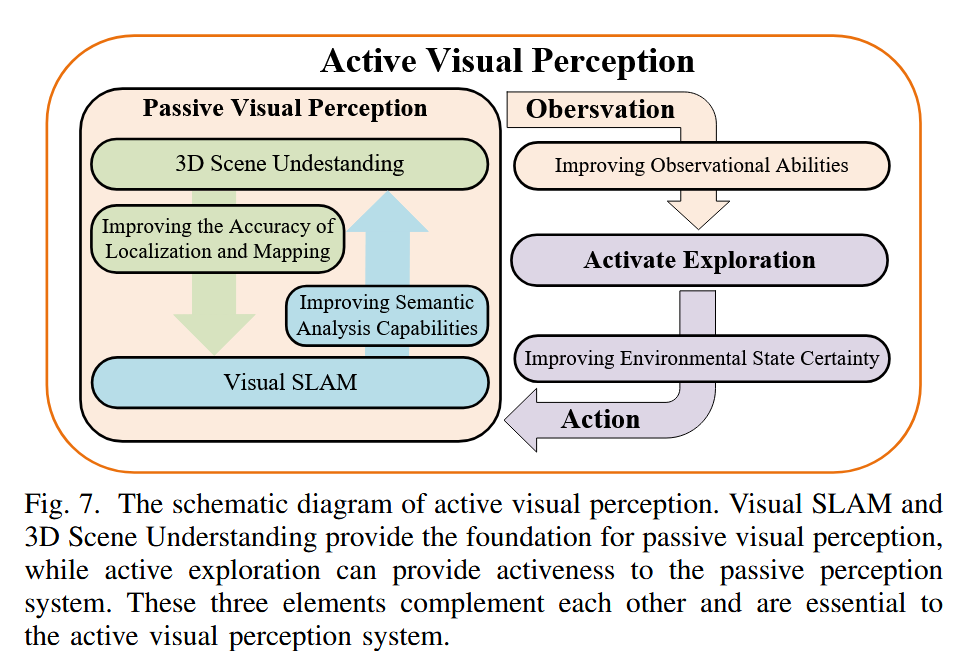 Active Visual Perception
Passive Visual Perception
3D Scene Undestanding
Improving the Accuracy of
Localization and Mapping
Improving Semantic
Analysis Capabilities
Visual SLAM
Obersvation
Improving Observational Abilities
Activate Exploration
Improving Environmental State Certainty
Action
Fig. 7. The schematic diagram of active visual perception. Visual SLAM and
3D Scene Understanding provide the foundation for passive visual perception,
while active exploration can provide activeness to the passive perception
system. These three elements complement each other and are essential to
the active visual perception system.